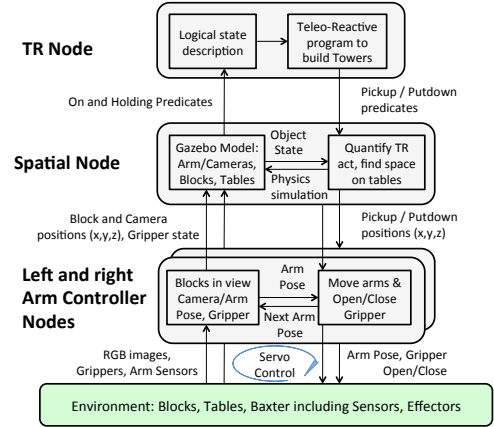 TR Node
Logical state
description
Teleo-Reactive
program to
build Towers
On and Holding Predicates
Pickup / Putdown
predicates
Spatial Node
Gazebo Model:
Arm/Cameras,
Blocks, Tables
Object
State
Physics
simulation
Quantify TR
act, find space
on tables
Block and Camera
positions (x,y,z), Gripper state
Pickup / Putdown
positions (x,y,z)
Left and right
Arm Controller
Nodes
Blocks in view
Camera/Arm
Pose, Gripper
Arm
Pose
Next Arm
Pose
Move arms &
Open/Close
Gripper
RGB images,
Grippers, Arm Sensors
Servo
Control
Arm Pose, Gripper
Open/Close
Environment: Blocks, Tables, Baxter including Sensors, Effectors